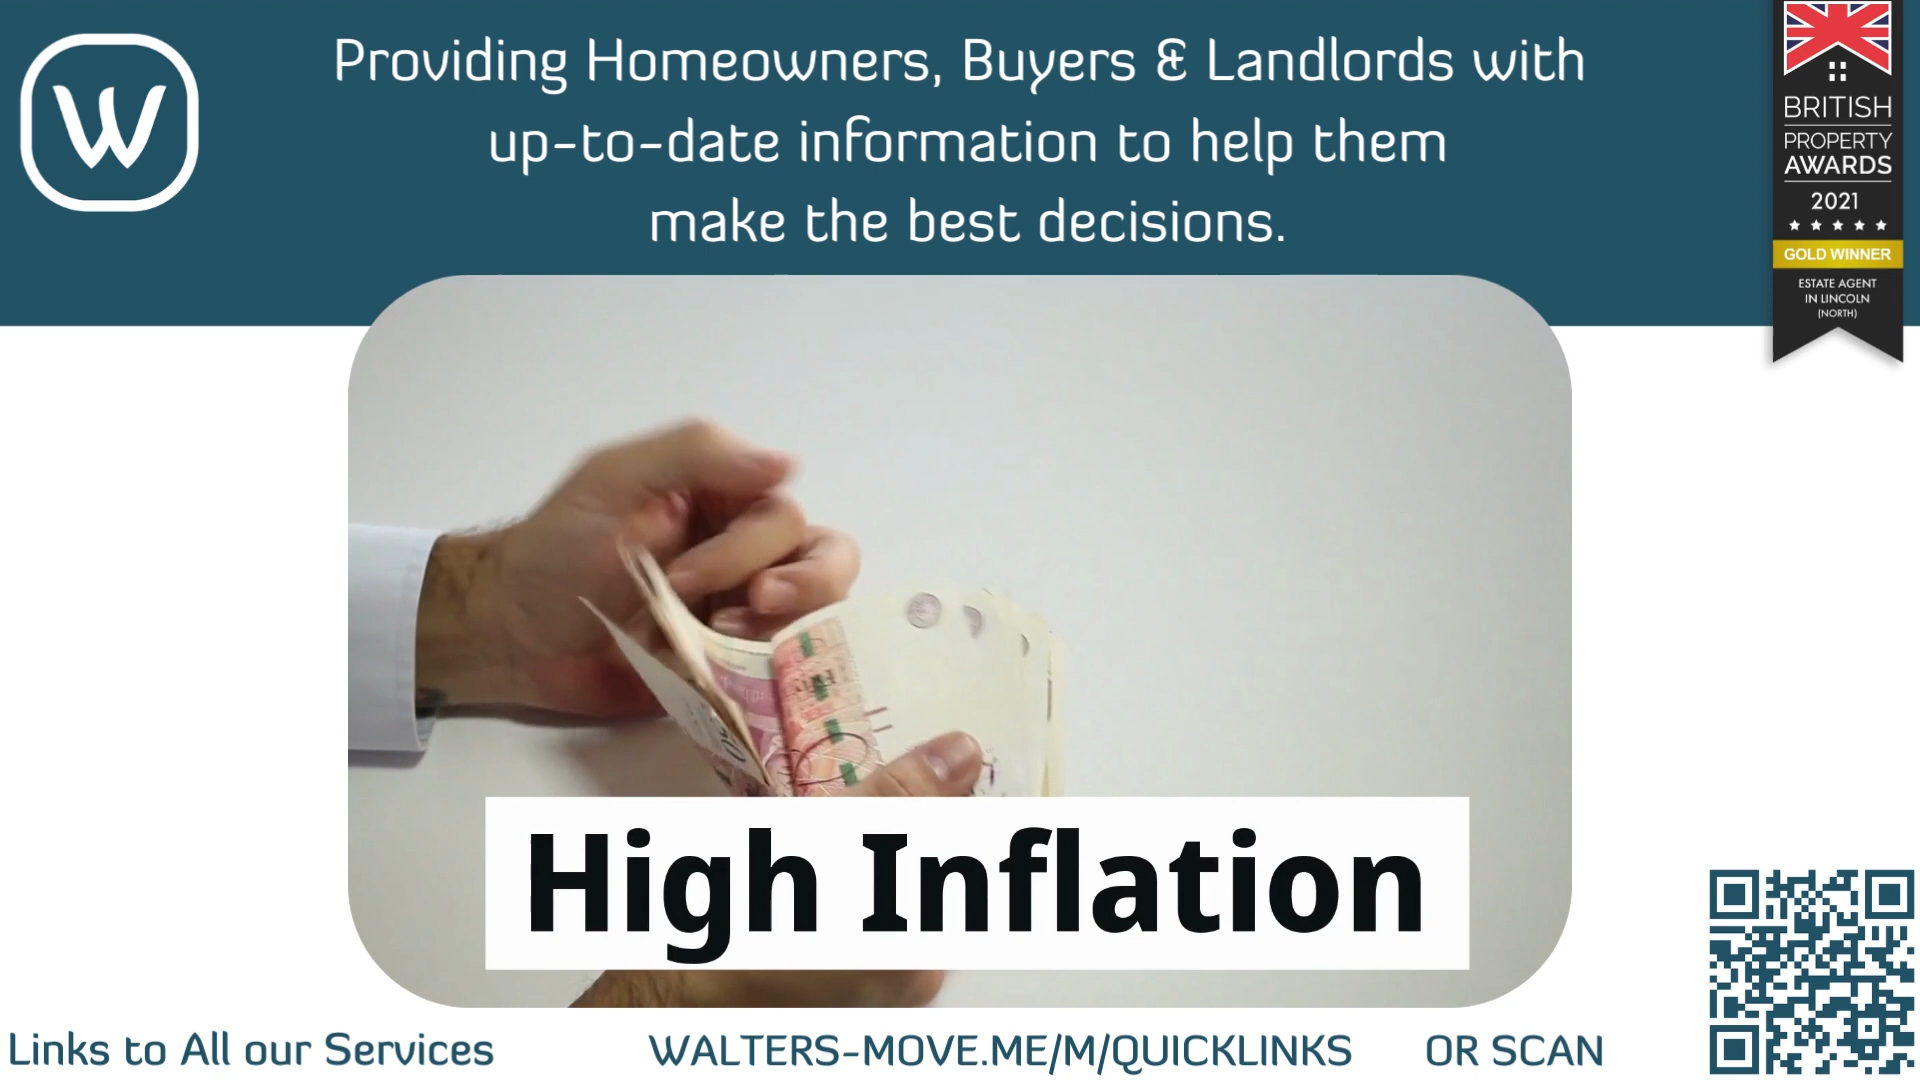 Providing Homeowners, Buyers & Landlords with
up-to-date information to help them
make the best decisions.
W
BRITISH
PROPERTY
AWARDS
2021
GOLD WINNER
ESTATE AGENT
IN LINCOLN
(NORTH)
High Inflation
Links to All our Services
WALTERS-MOVE.ME/M/QUICKLINKS
OR SCAN